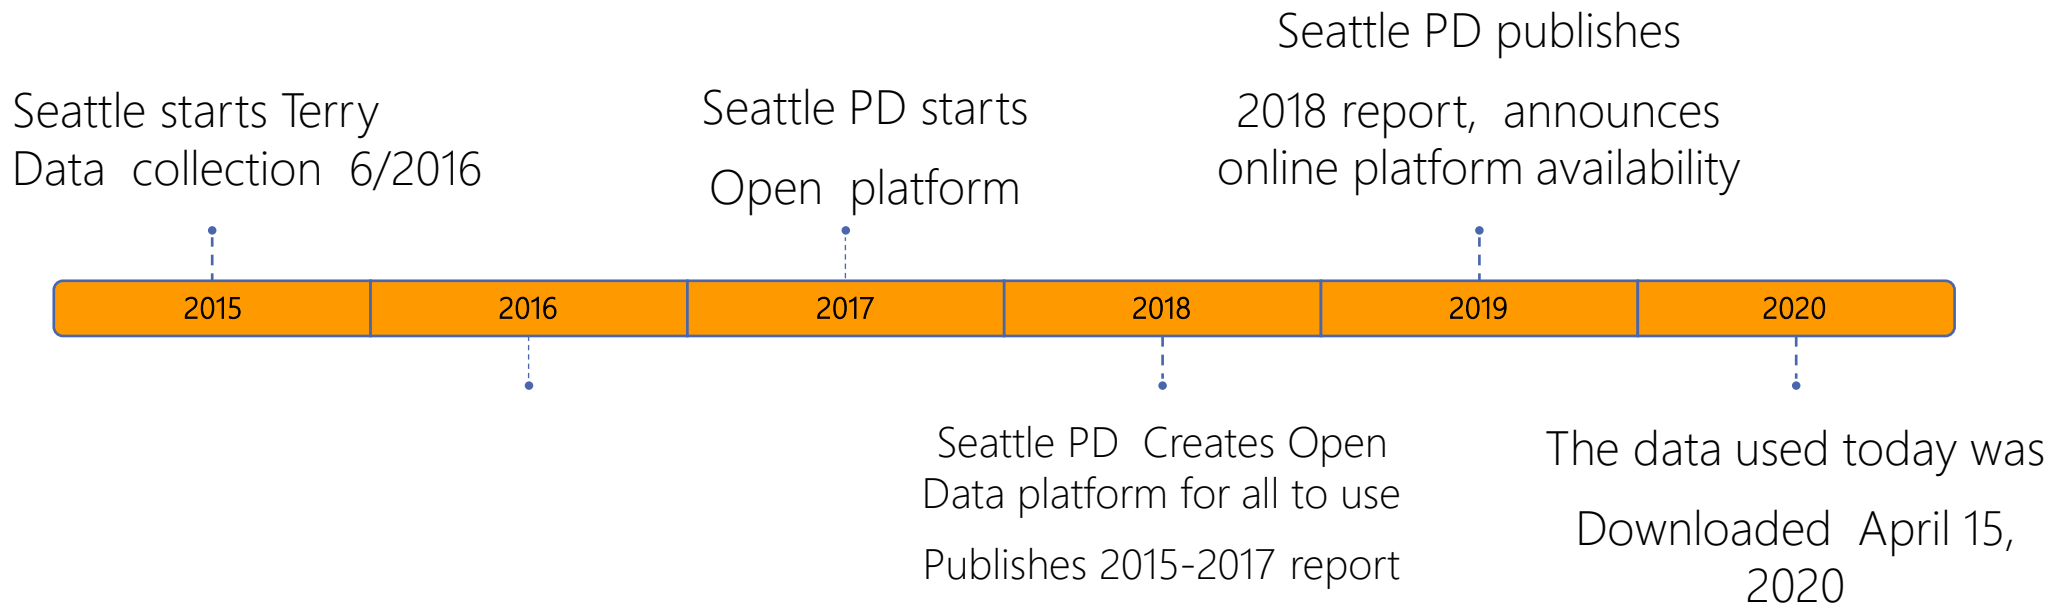 Seattle starts Terry
Data collection 6/2016
Seattle PD starts
Open platform
Seattle PD publishes
2018 report, announces
online platform availability
2015
2016
2017
2018
2019
2020
Seattle PD Creates Open
Data platform for all to use
Publishes 2015-2017 report
The data used today was
Downloaded April 15,
2020